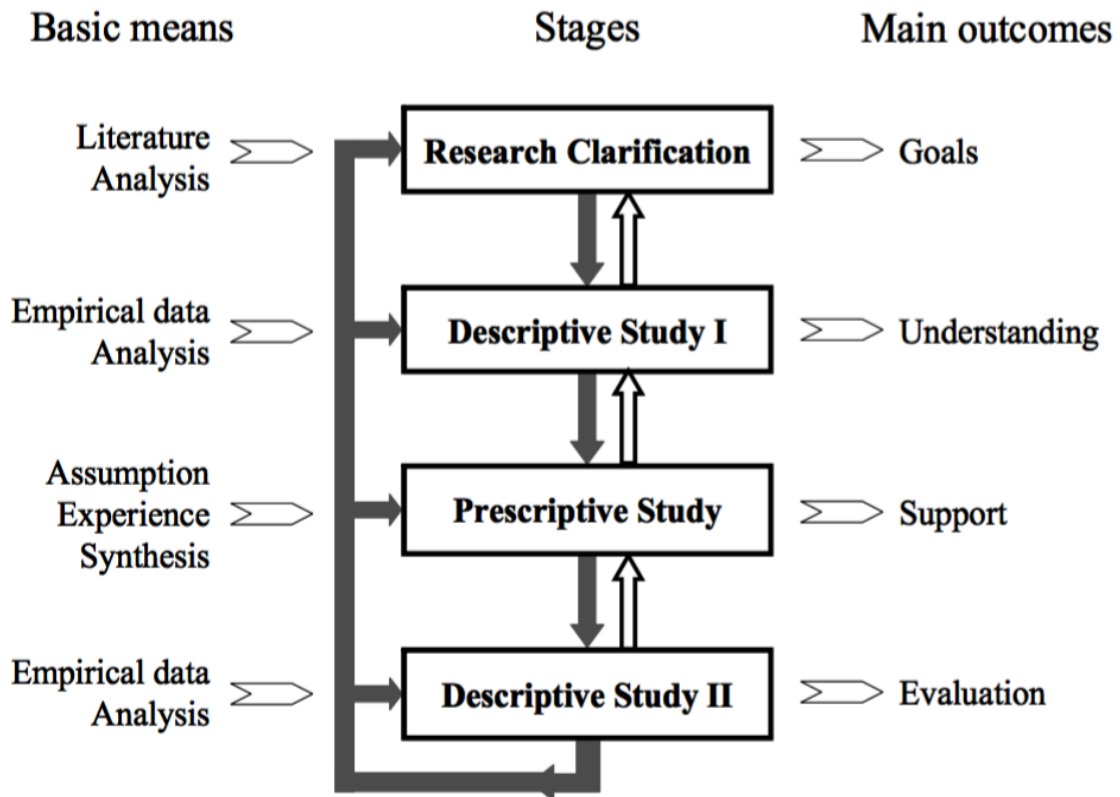 Basic means
Stages
Main outcomes
Literature
Analysis
Research Clarification
Goals
Empirical data
Analysis
Descriptive Study I
Understanding
Assumption
Experience
Synthesis
Prescriptive Study
Support
Empirical data
Analysis
Descriptive Study II
Evaluation